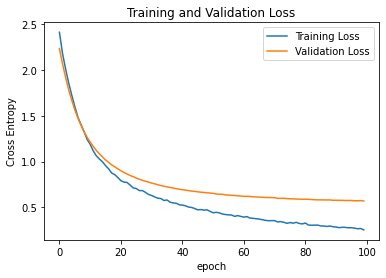 Training and Validation Loss
2.5
2.0
1.5
1.0
0.5
Cross Entropy
Training Loss
Validation Loss
0
20
40
60
80
100
epoch